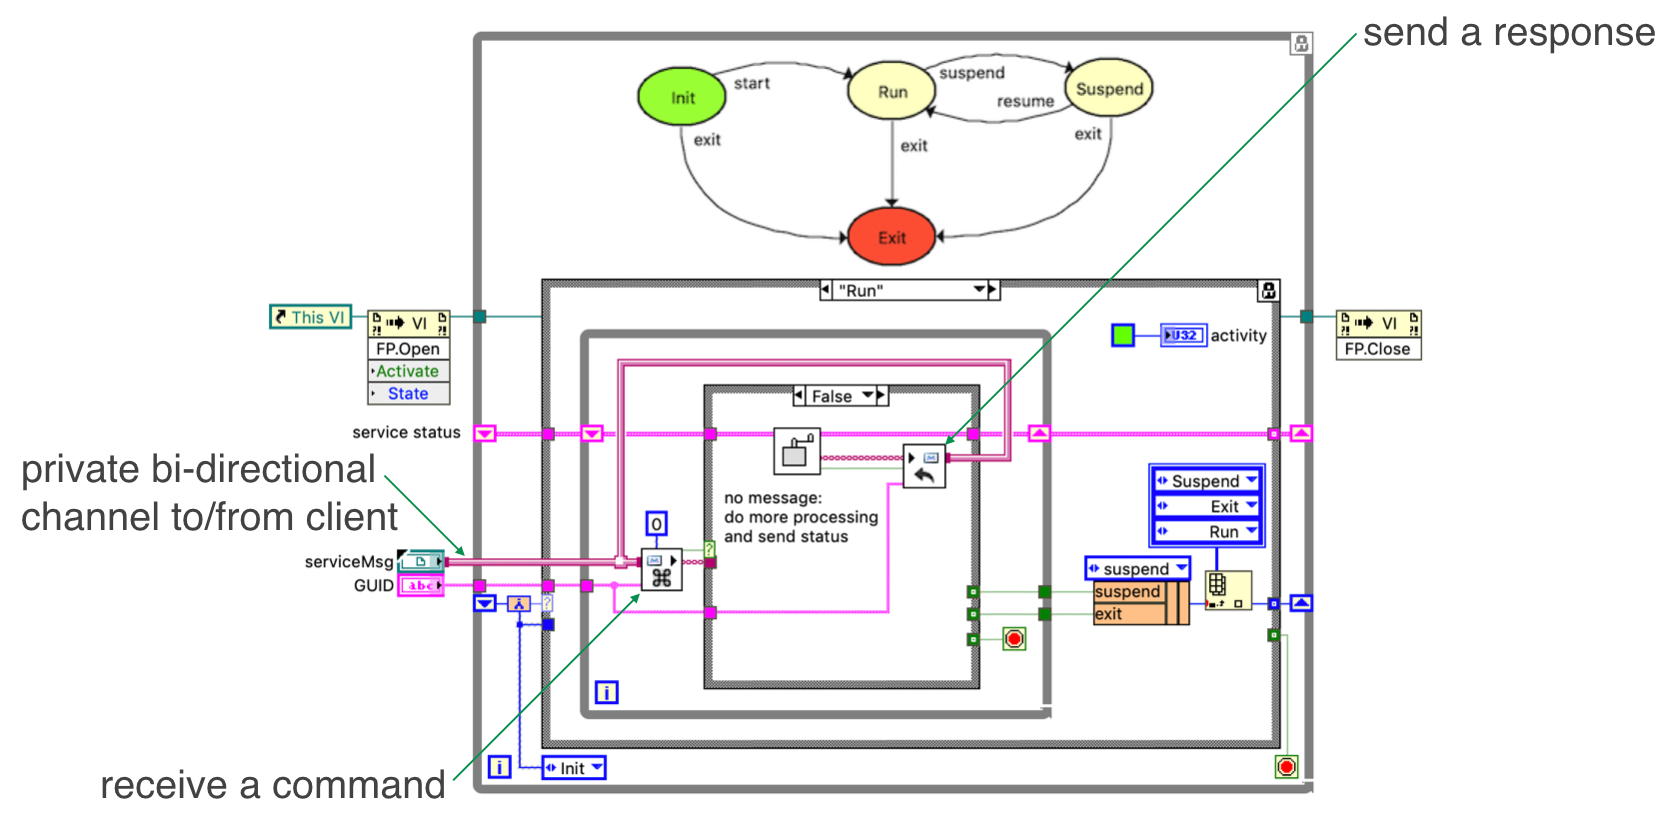 send a response
Init
start
Run
suspend
resume
Suspend
exit
exit
exit
Exit
"Run"
This VI
VI
FP.Open
Activate
State
U32
activity
VI
FP.Close
False
service status
private bi-directional
channel to/from client
no message:
do more processing
and send status
0
?
serviceMsg
GUID
abc
?
Suspend
Exit
Run
suspend
suspend
exit
i
i
Init
receive a command